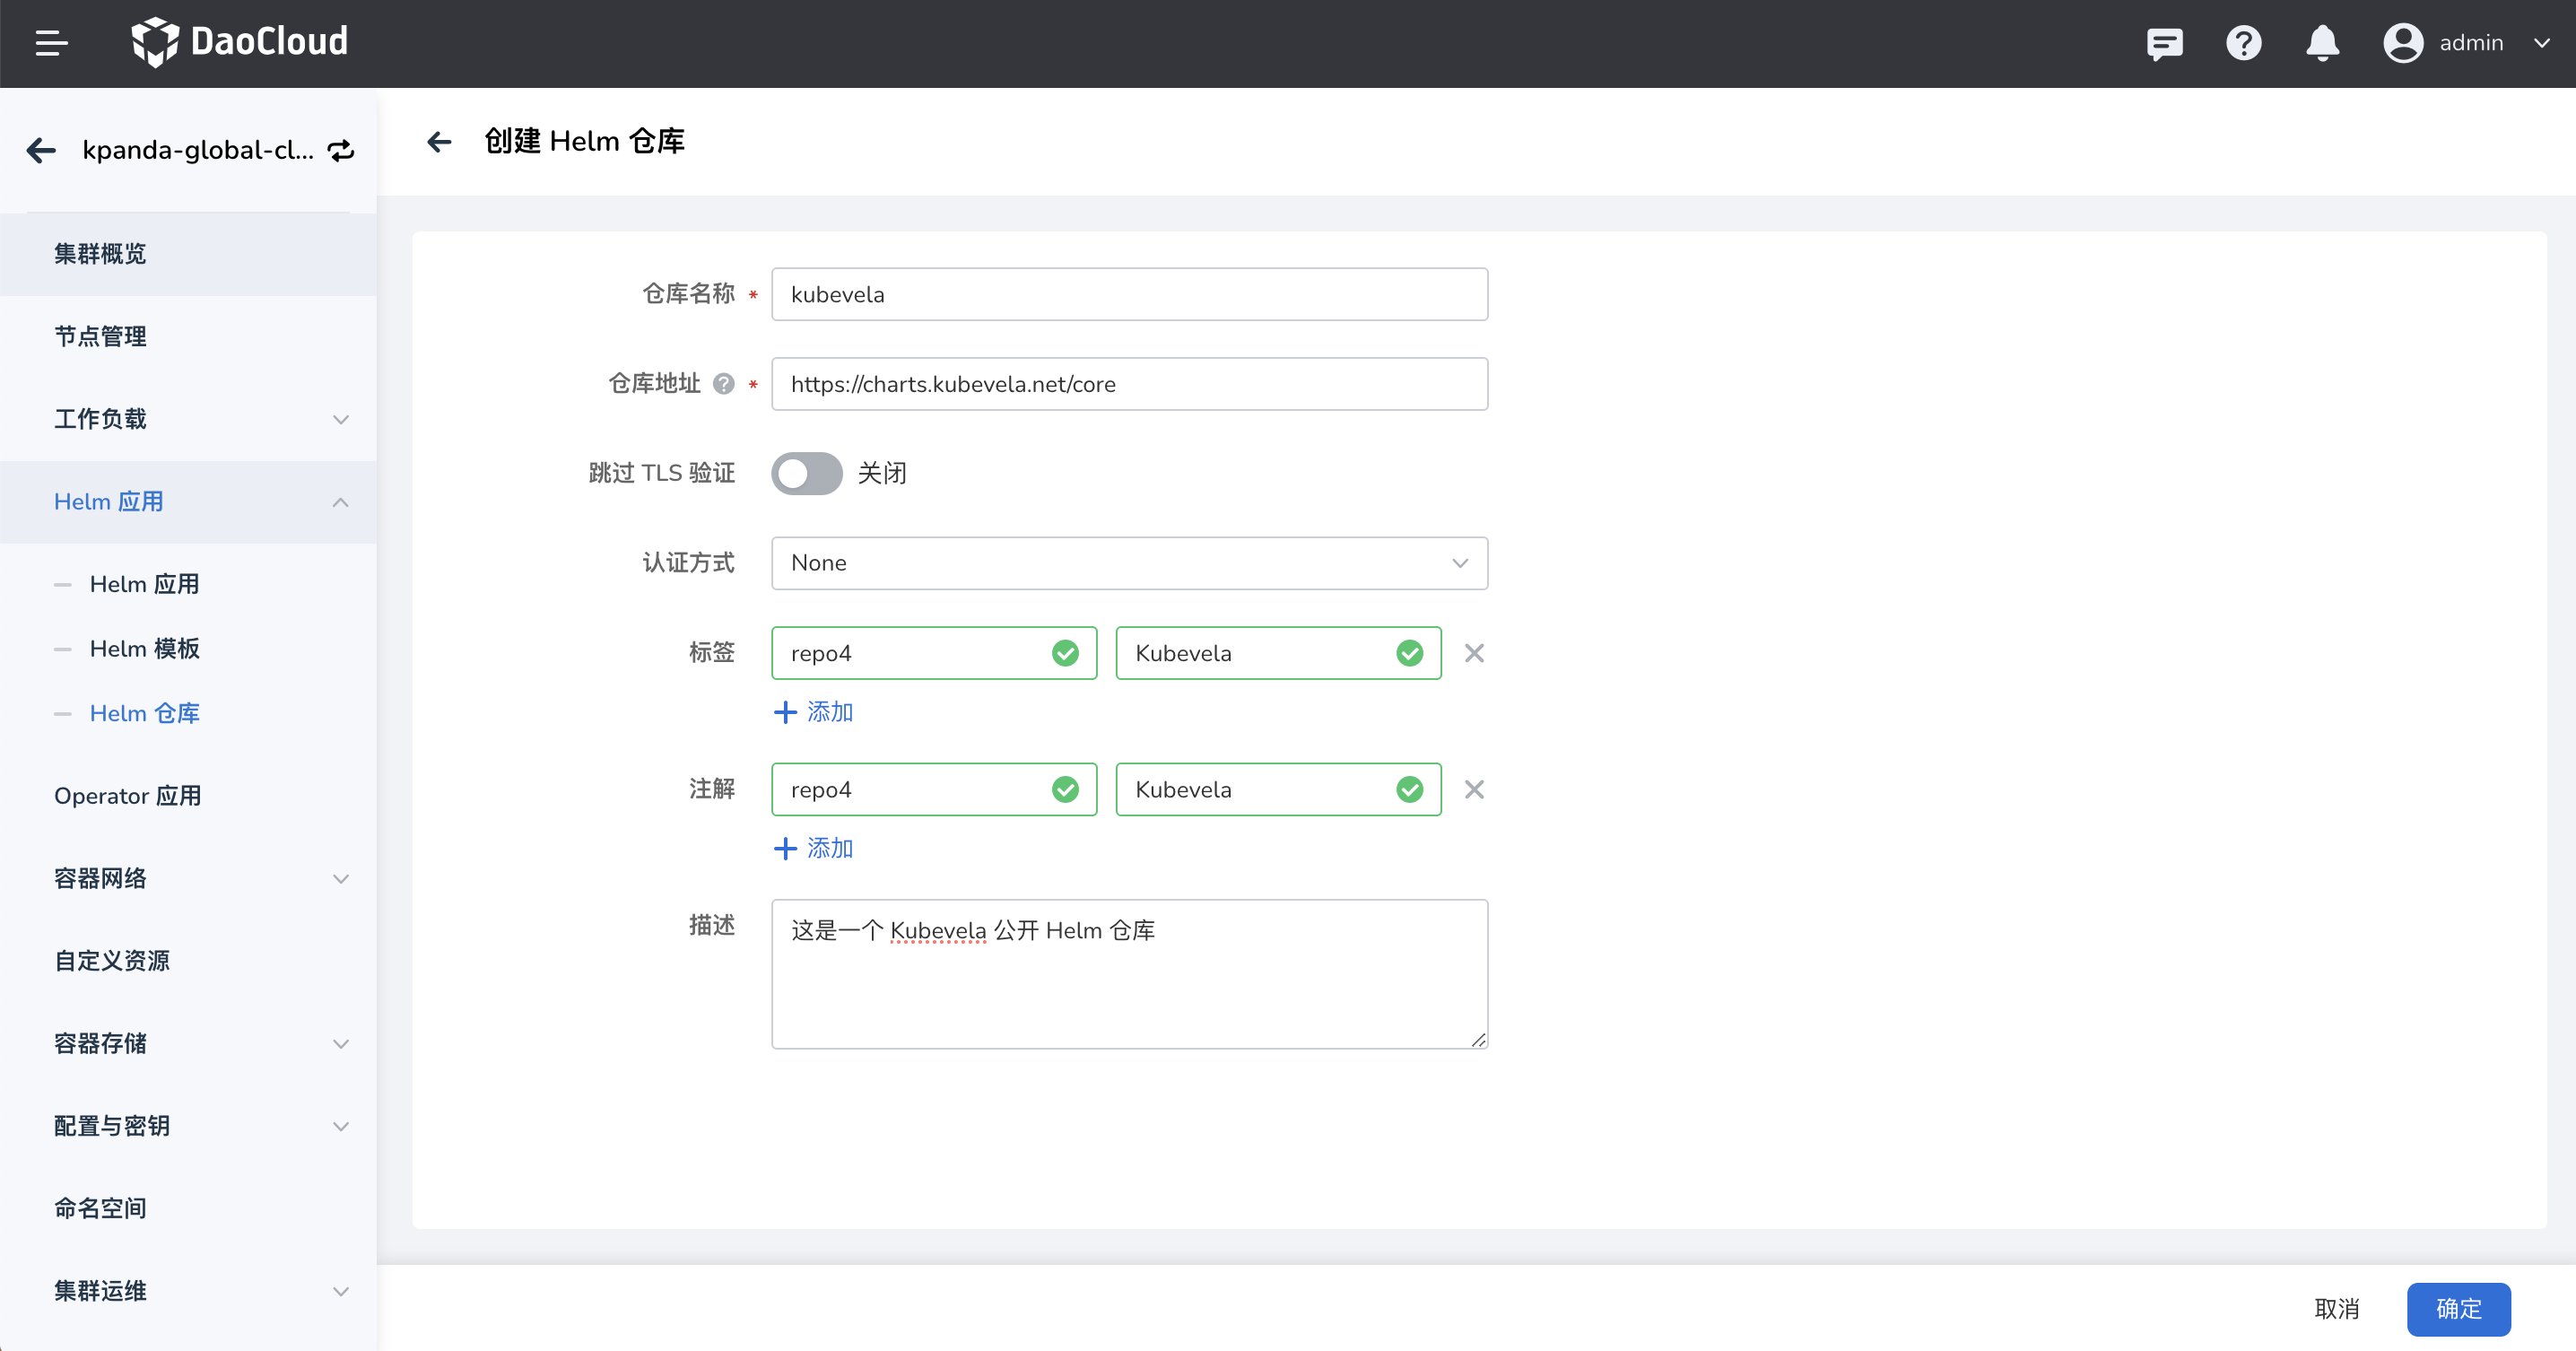 DaoCloud
admin
kpanda-global-cl...
集群概览
节点管理
工作负载
Helm 应用
Helm 应用
Helm 模板
Helm 仓库
Operator 应用
容器网络
自定义资源
容器存储
配置与密钥
命名空间
集群运维
创建 Helm 仓库
仓库名称 * kubevela
仓库地址 ? * https://charts.kubevela.net/core
跳过 TLS 验证 关闭
认证方式 None
标签 repo4 Kubevela
添加
注解 repo4 Kubevela
添加
描述 这是一个 Kubevela 公开 Helm 仓库
取消 确定